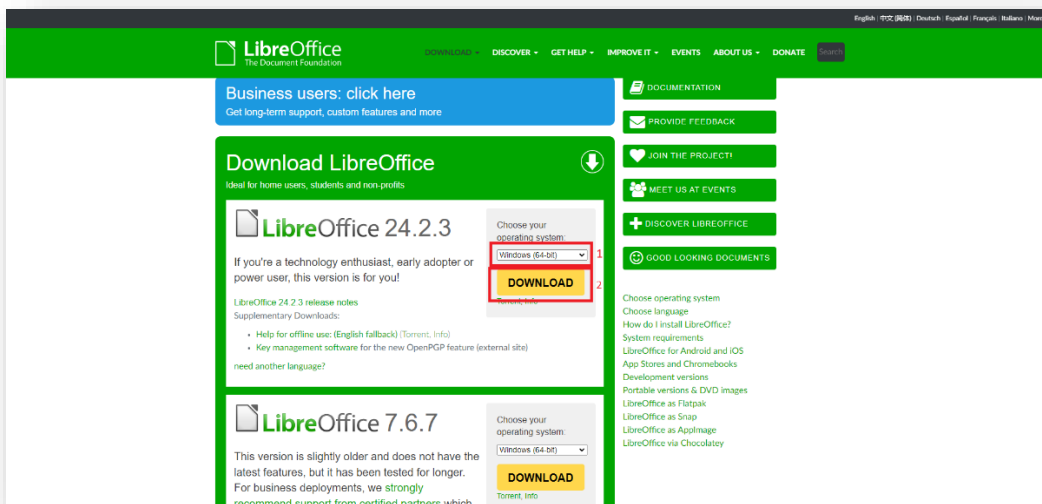 English | 中文 (简体) | Deutsch | Español | Français | Italiano |
LibreOffice
The Document Foundation
DOWNLOAD DISCOVER GET HELP IMPROVE IT EVENTS ABOUT US DONATE Search
Business users: click here
Get long-term support, custom features and more
Download LibreOffice
Ideal for home users, students and non-profits
LibreOffice 24.2.3
If you're a technology enthusiast, early adopter or
power user, this version is for you!
LibreOffice 24.2.3 release notes
Supplementary Downloads:
• Help for offline use: (English fallback) (Torrent, Info)
• Key management software for the new OpenPGP feature (external site)
need another language?
Choose your
operating system:
Windows (64-bit) 1
DOWNLOAD 2
Torrent, Info
LibreOffice 7.6.7
This version is slightly older and does not have the
latest features, but it has been tested for longer.
For business deployments, we strongly
recommend support from certified partners which
Choose your
operating system:
Windows (64-bit)
DOWNLOAD
Torrent, Info
DOCUMENTATION
PROVIDE FEEDBACK
JOIN THE PROJECT!
MEET US AT EVENTS
DISCOVER LIBREOFFICE
GOOD LOOKING DOCUMENTS
Choose operating system
Choose language
How do I install LibreOffice?
System requirements
LibreOffice for Android and iOS
App Stores and Chromebooks
Development versions
Portable versions & DVD images
LibreOffice as Flatpak
LibreOffice as Snap
LibreOffice as AppImage
LibreOffice via Chocolatey